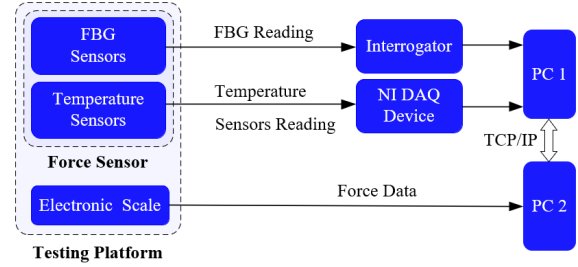 FBG
Sensors
FBG Reading
Interrogator
PC 1
Temperature
Sensors
Temperature
Sensors Reading
NI DAQ
Device
Force Sensor
TCP/IP
Electronic Scale
Force Data
PC 2
Testing Platform